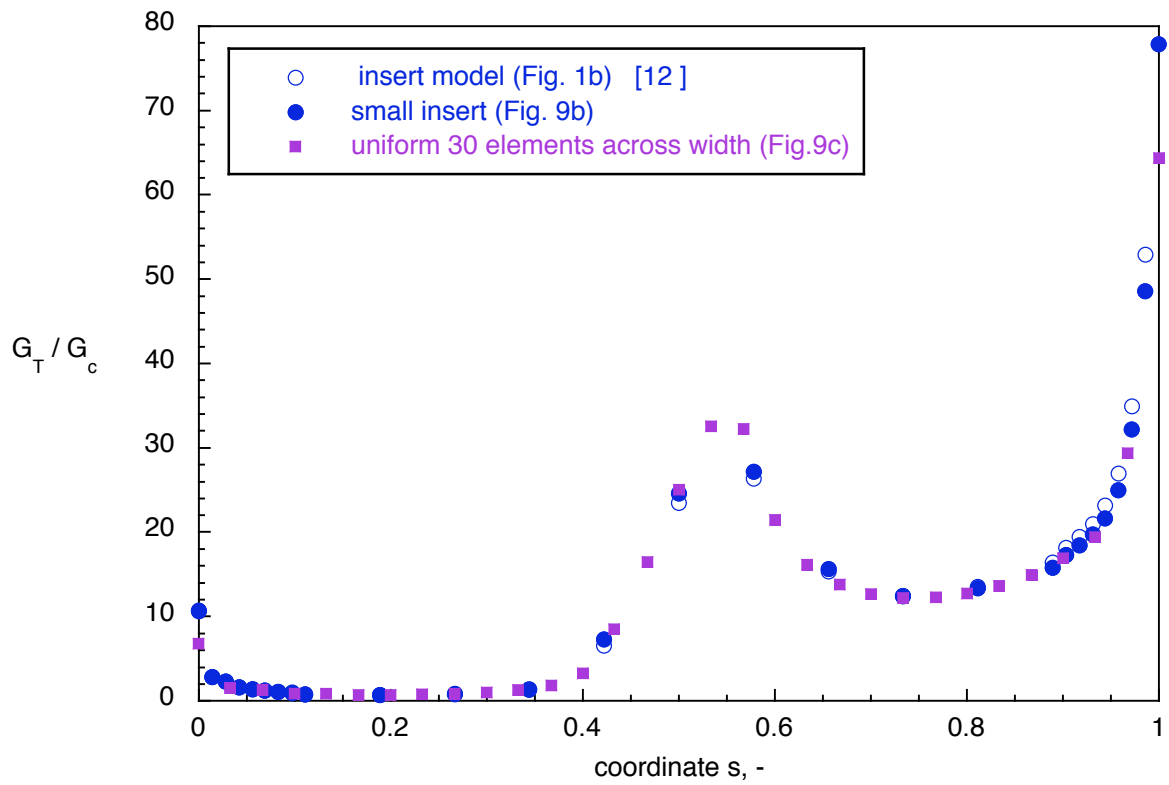 80
70
60
50
40
30
20
10
0
G_T / G_c
insert model (Fig. 1b) [12 ]
small insert (Fig. 9b)
uniform 30 elements across width (Fig.9c)
0 0.2 0.4 0.6 0.8 1
coordinate s, -